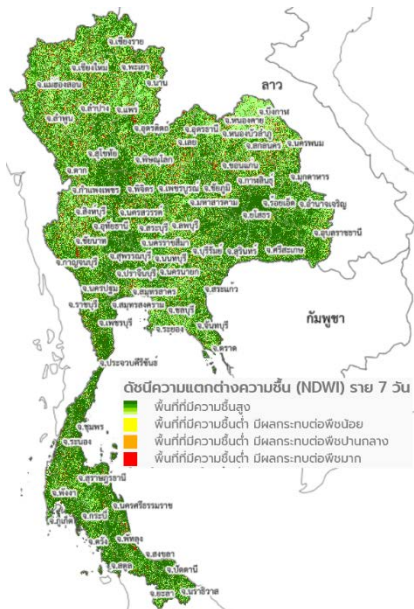 จ.เชียงราย
จ.เชียงใหม่ จ.พะเยา
จ.แม่ฮ่องสอน จ.น่าน
จ.ลำปาง จ.แพร่
จ.ลำพูน
จ.อุตรดิตถ์
ลาว
จ.บึงกาฬ
จ.หนองคาย
จ.อุดรธานี จ.หนองบัวลำภู
จ.เลย จ.สกลนคร จ.นครพนม
จ.สุโขทัย
จ.พิษณุโลก
จ.ตาก
จ.ขอนแก่น
จ.กาฬสินธุ์ จ.มุกดาหาร
จ.กำแพงเพชร จ.พิจิตร จ.เพชรบูรณ์ จ.ชัยภูมิ
จ.มหาสารคาม จ.ร้อยเอ็ด จ.อำนาจเจริญ
จ.ยโสธร
จ.สิงห์บุรี จ.นครสวรรค์
จ.อุทัยธานี จ.สระบุรี จ.ลพบุรี
จ.อุบลราชธานี
จ.ชัยนาท จ.นครราชสีมา
จ.บุรีรัมย์ จ.สุรินทร์ จ.ศรีสะเกษ
จ.กาญจนบุรี จ.สุพรรณบุรี จ.นนทบุรี
จ.ปราจีนบุรี จ.นครนายก
จ.นครปฐม จ.สมุทรสาคร จ.สระแก้ว
จ.ราชบุรี จ.สมุทรสงคราม
จ.ชลบุรี
จ.เพชรบุรี จ.ระยอง จ.จันทบุรี
จ.ตราด
กัมพูชา
จ.ประจวบคีรีขันธ์
ดัชนีความแตกต่างความชื้น (NDWI) ราย 7 วัน
พื้นที่ที่มีความชื้นสูง
พื้นที่ที่มีความชื้นต่ำ มีผลกระทบต่อพืชน้อย
พื้นที่ที่มีความชื้นต่ำ มีผลกระทบต่อพืชปานกลาง
พื้นที่ที่มีความชื้นต่ำ มีผลกระทบต่อพืชมาก
จ.ชุมพร
จ.ระนอง
จ.สุราษฎร์ธานี
จ.พังงา
จ.นครศรีธรรมราช
จ.ภูเก็ต จ.กระบี่
จ.ตรัง จ.พัทลุง
จ.สงขลา
จ.สตูล จ.ปัตตานี
จ.ยะลา จ.นราธิวาส